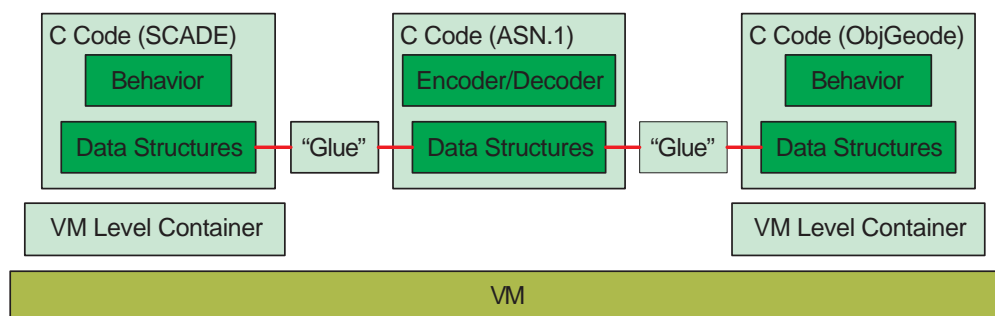 C Code (SCADE)
Behavior
Data Structures
“Glue”
C Code (ASN.1)
Encoder/Decoder
Data Structures
“Glue”
C Code (ObjGeode)
Behavior
Data Structures
VM Level Container
VM Level Container
VM